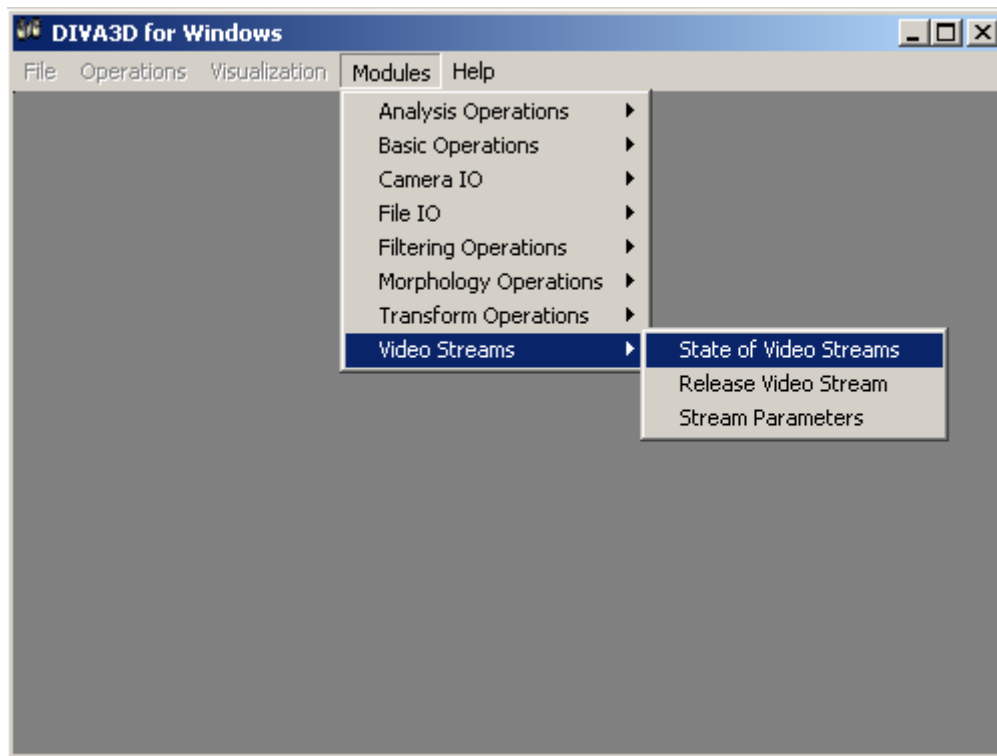 DIVA3D for Windows
File Operations Visualization Modules Help
Analysis Operations
Basic Operations
Camera IO
File IO
Filtering Operations
Morphology Operations
Transform Operations
Video Streams
State of Video Streams
Release Video Stream
Stream Parameters